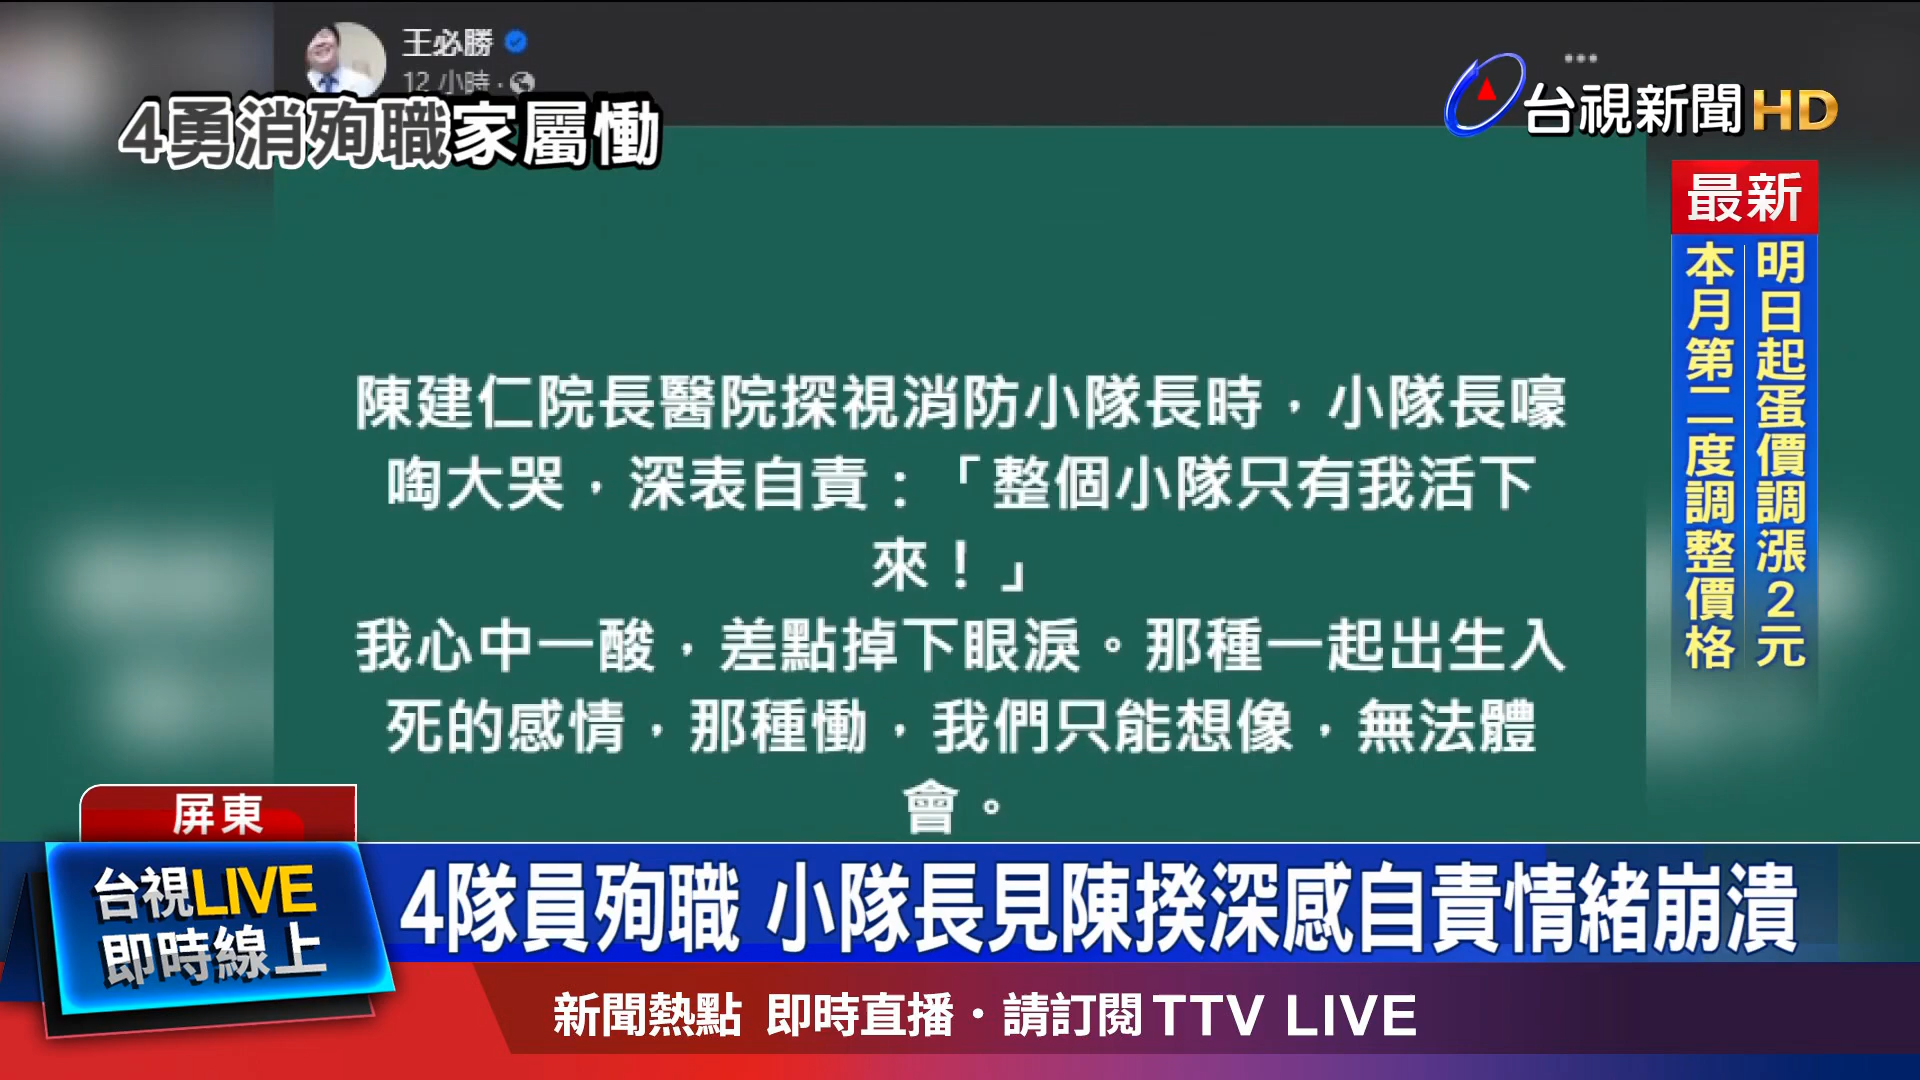 王必勝
12 小時
4勇消殉職家屬慟
台視新聞HD
最新
明日起蛋價調漲2元
本月第二度調整價格
陳建仁院長醫院探視消防小隊長時，小隊長嚎
啕大哭，深表自責：「整個小隊只有我活下
來！」
我心中一酸，差點掉下眼淚。那種一起出生入
死的感情，那種慟，我們只能想像，無法體
會。
屏東
台視LIVE
即時線上
4隊員殉職 小隊長見陳揆深感自責情緒崩潰
新聞熱點 即時直播・請訂閱TTV LIVE